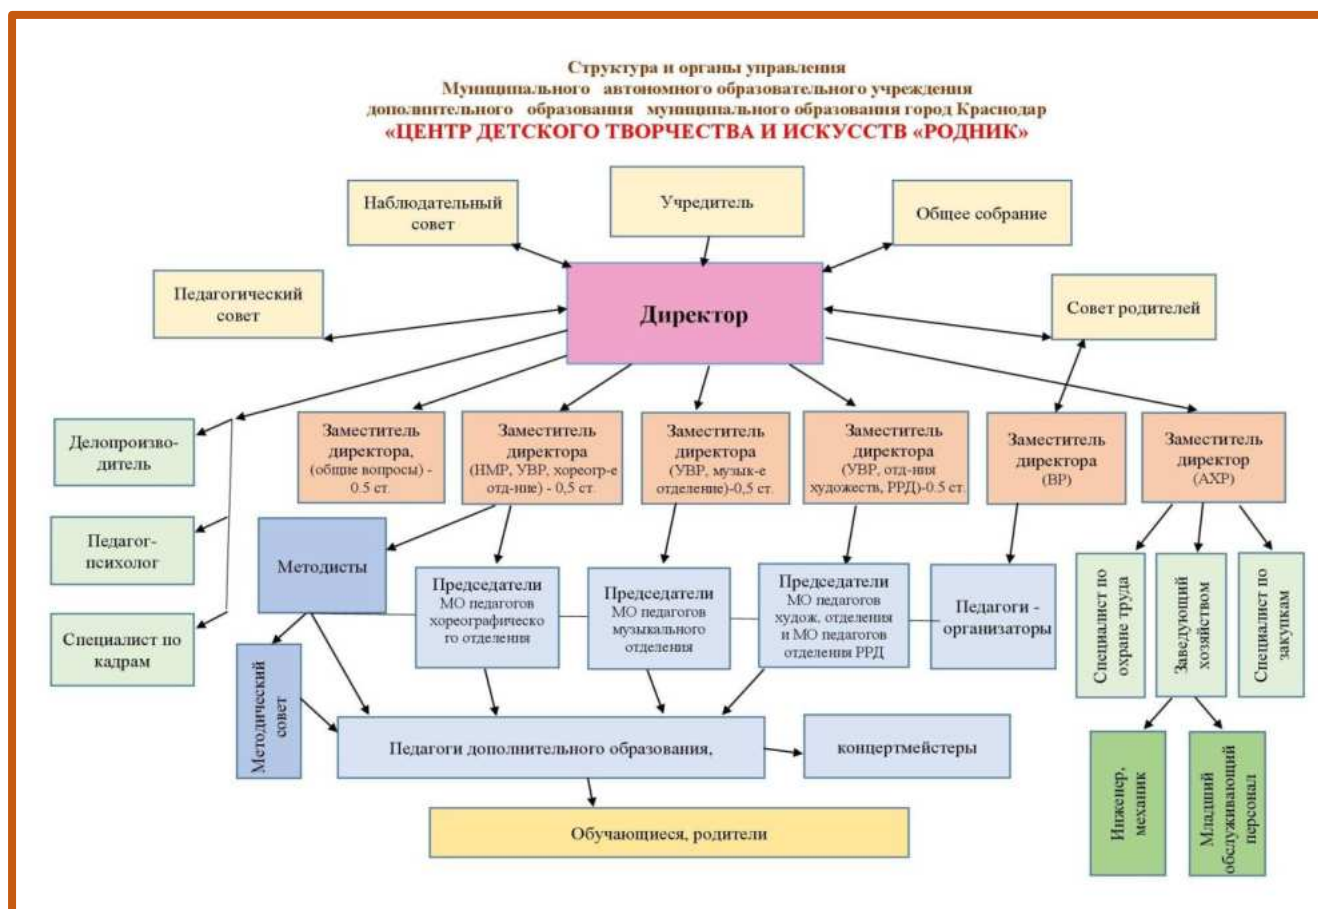 Структура и органы управления
Муниципального автономного образовательного учреждения
дополнительного образования муниципального образования город Краснодар
«ЦЕНТР ДЕТСКОГО ТВОРЧЕСТВА И ИСКУССТВ «РОДНИК»
Наблюдательный
совет
Учредитель
Общее собрание
Педагогический
совет
Директор
Совет родителей
Делопроизво-
дитель
Заместитель
директора,
(общие вопросы) -
0.5 ст.
Заместитель
директора
(НМР, УВР, хореогр-е
отд-ние) - 0,5 ст.
Заместитель
директора
(УВР, музык-е
отделение)-0,5 ст.
Заместитель
директора
(УВР, отд-ния
художеств, РРД)-0.5 ст.
Заместитель
директора
(ВР)
Заместитель
директор
(АХР)
Педагог-
психолог
Методисты
Председатели
МО педагогов
хореографическо
го отделения
Председатели
МО педагогов
музыкального
отделения
Председатели
МО педагогов
худож, отделения
и МО педагогов
отделения РРД
Педагоги -
организаторы
Специалист по
охране труда
Заведующий
хозяйством
Специалист по
закупкам
Специалист по
кадрам
Методический
совет
Педагоги дополнительного образования,
концертмейстеры
Инженер,
механик
Младший
обслуживающий
персонал
Обучающиеся, родители